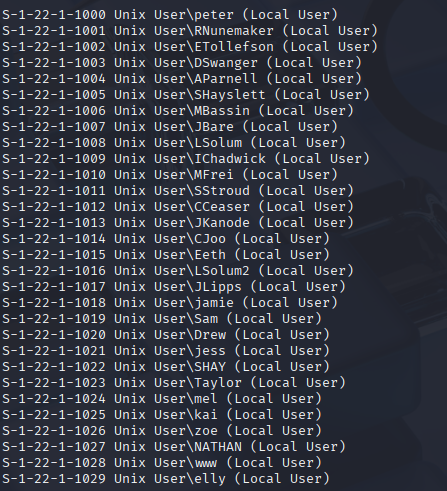 S-1-22-1-1000 Unix User\peter (Local User)
S-1-22-1-1001 Unix User\RNunemaker (Local User)
S-1-22-1-1002 Unix User\ETollefson (Local User)
S-1-22-1-1003 Unix User\DSwanger (Local User)
S-1-22-1-1004 Unix User\AParnell (Local User)
S-1-22-1-1005 Unix User\SHayslett (Local User)
S-1-22-1-1006 Unix User\MBassin (Local User)
S-1-22-1-1007 Unix User\JBare (Local User)
S-1-22-1-1008 Unix User\LSolum (Local User)
S-1-22-1-1009 Unix User\IChadwick (Local User)
S-1-22-1-1010 Unix User\MFrei (Local User)
S-1-22-1-1011 Unix User\SStroud (Local User)
S-1-22-1-1012 Unix User\CCeaser (Local User)
S-1-22-1-1013 Unix User\JKanode (Local User)
S-1-22-1-1014 Unix User\CJoo (Local User)
S-1-22-1-1015 Unix User\Eeth (Local User)
S-1-22-1-1016 Unix User\LSolum2 (Local User)
S-1-22-1-1017 Unix User\JLipps (Local User)
S-1-22-1-1018 Unix User\jamie (Local User)
S-1-22-1-1019 Unix User\Sam (Local User)
S-1-22-1-1020 Unix User\Drew (Local User)
S-1-22-1-1021 Unix User\jess (Local User)
S-1-22-1-1022 Unix User\SHAY (Local User)
S-1-22-1-1023 Unix User\Taylor (Local User)
S-1-22-1-1024 Unix User\mel (Local User)
S-1-22-1-1025 Unix User\kai (Local User)
S-1-22-1-1026 Unix User\zoe (Local User)
S-1-22-1-1027 Unix User\NATHAN (Local User)
S-1-22-1-1028 Unix User\www (Local User)
S-1-22-1-1029 Unix User\elly (Local User)